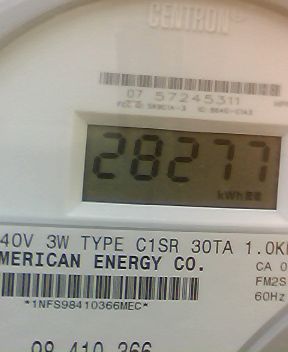 CENTRON®
07 57245311
28277
kWh
40V 3W TYPE C1SR 30TA 1.0K
MERICAN ENERGY CO.
CA 0
FM2S
60Hz
*1NFS98410366MEC*
98 410 366